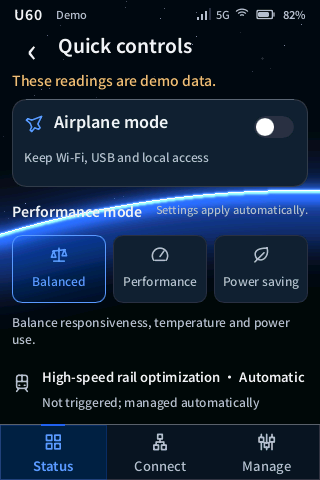 U60 Demo 5G 82%
Quick controls
These readings are demo data.
Airplane mode
Keep Wi-Fi, USB and local access
Performance mode Settings apply automatically.
Balanced Performance Power saving
Balance responsiveness, temperature and power
use.
High-speed rail optimization · Automatic
Not triggered; managed automatically
Status Connect Manage